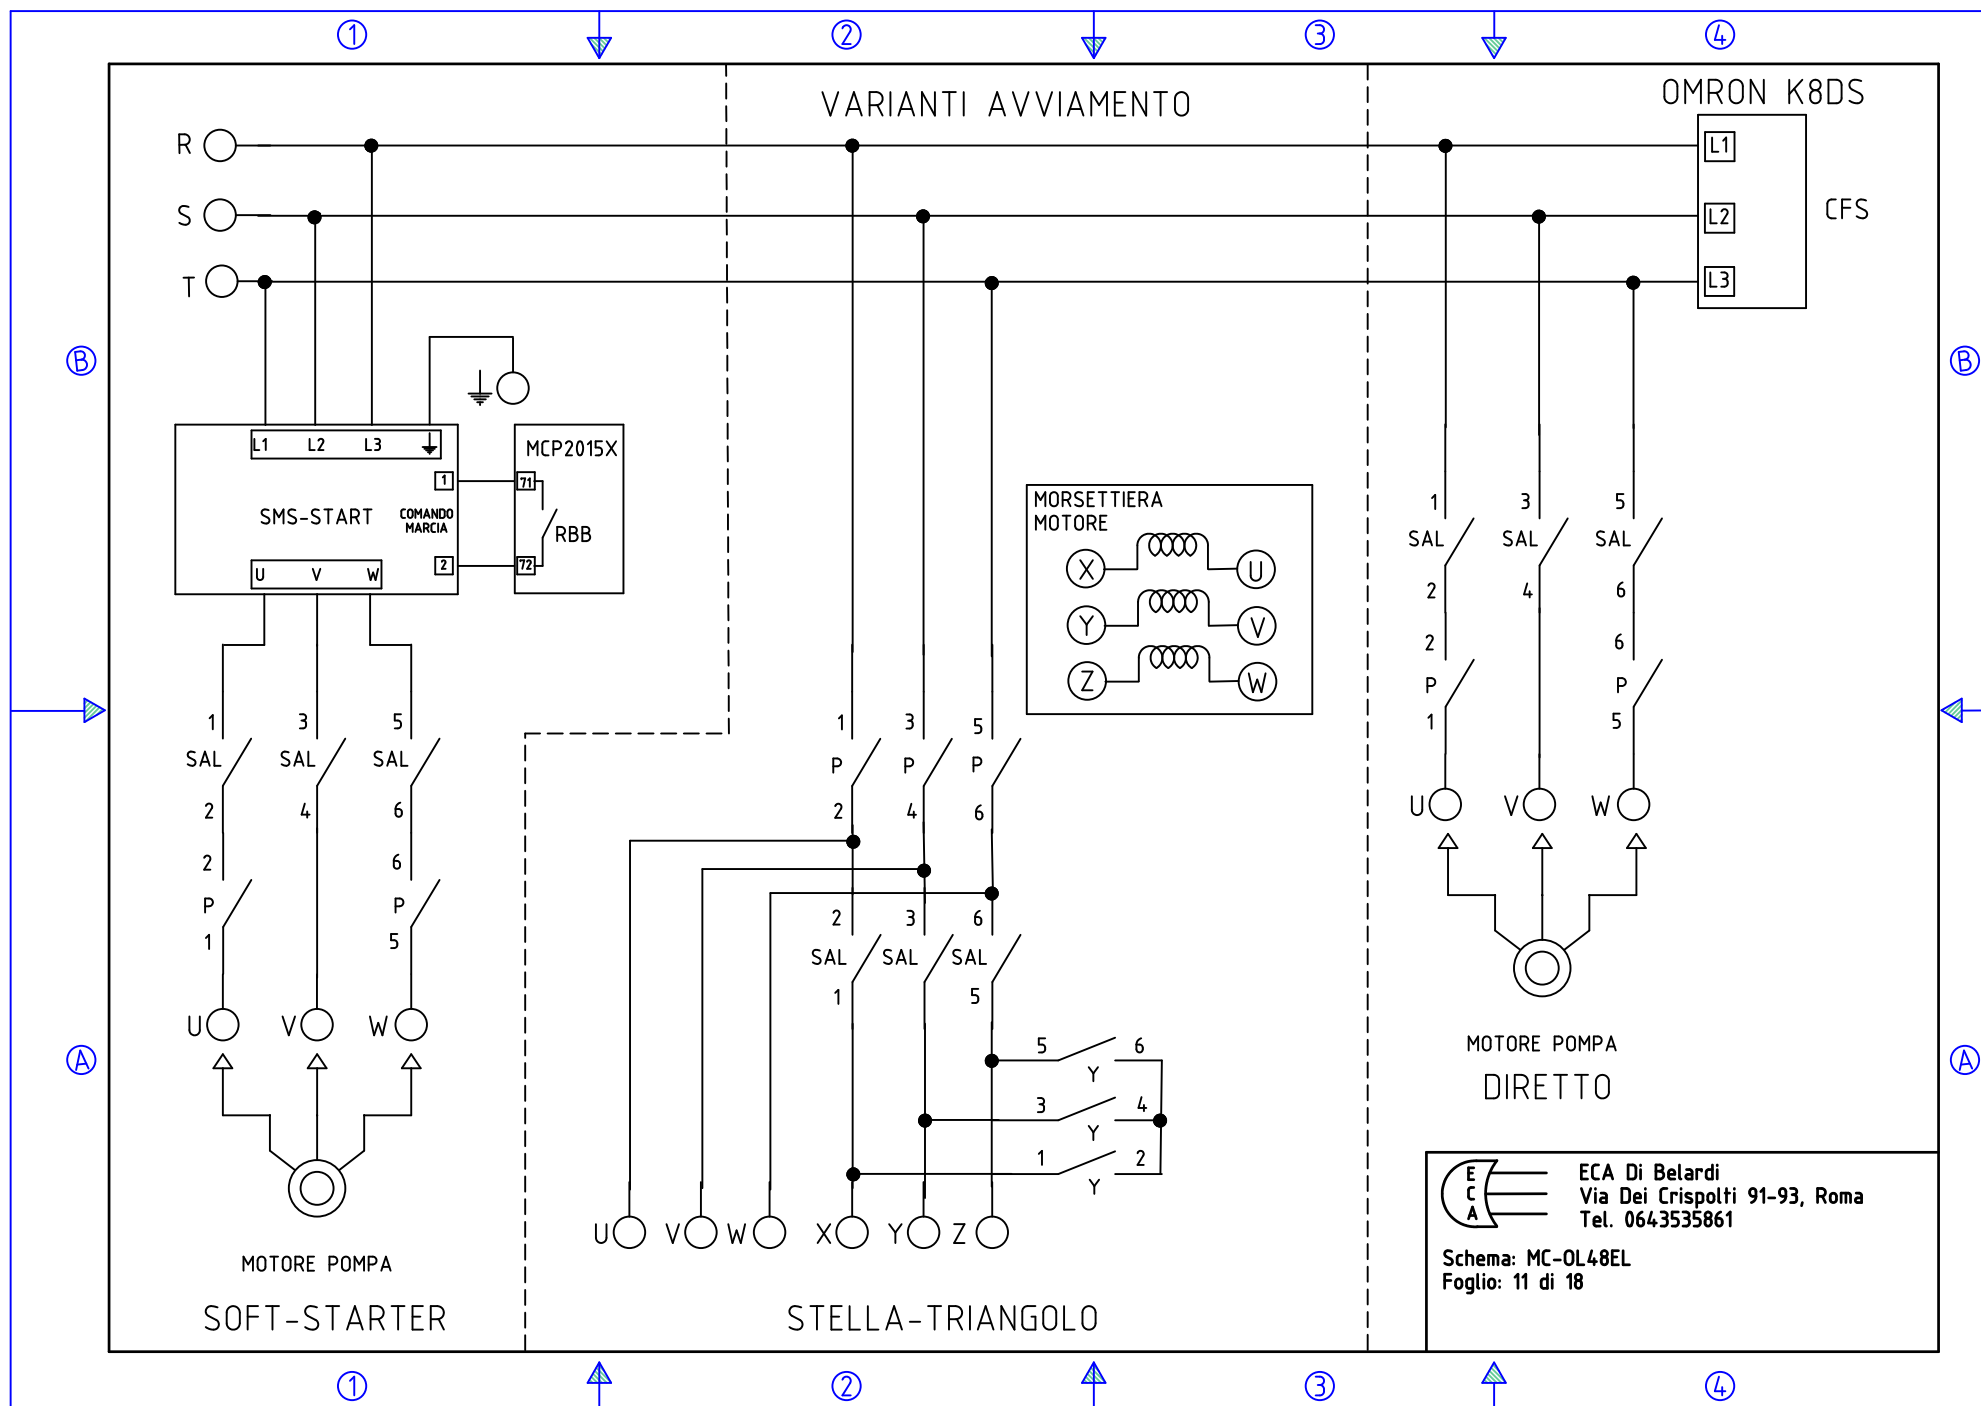 1 2 3 4
VARIANTI AVVIAMENTO
OMRON K8DS
R
L1
S
L2
CFS
T
L3
B
B
L1 L2 L3
MCP2015X
1
71
SMS-START
COMANDO
MARCIA
RBB
2
72
U V W
MORSETTIERA
MOTORE
X U
Y V
Z W
1 3 5
SAL SAL SAL
2 4 6
2 6
P P
1 5
U V W
MOTORE POMPA
DIRETTO
1 3 5
SAL SAL SAL
2 4 6
2 6
P P
1 5
U V W
MOTORE POMPA
SOFT-STARTER
1 3 5
P P P
2 4 6
2 3 6
SAL SAL SAL
1 5
5 6
Y
3 4
Y
1 2
Y
U V W X Y Z
STELLA-TRIANGOLO
A
A
E
C
A
ECA Di Belardi
Via Dei Crispolti 91-93, Roma
Tel. 0643535861
Schema: MC-OL48EL
Foglio: 11 di 18
1 2 3 4